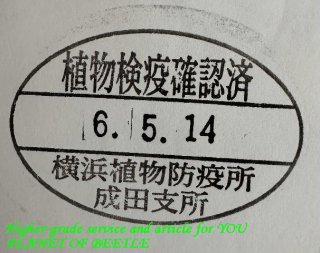 植物検疫確認済
6. 5. 14
横浜植物防疫所
成田支所
Higher grade service and article for YOU
PLANET OF BEETLE